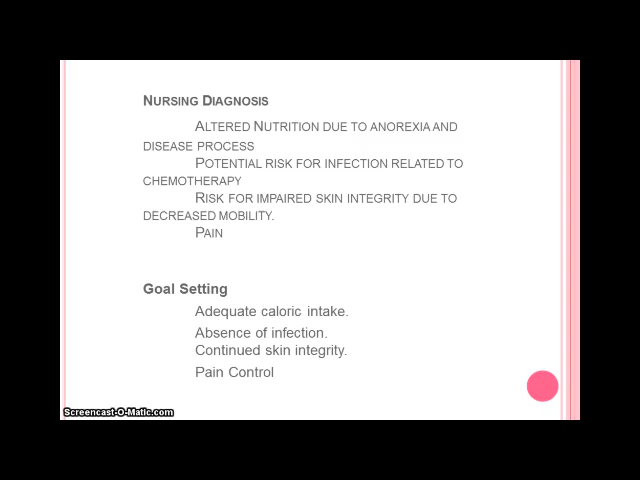 NURSING DIAGNOSIS
ALTERED NUTRITION DUE TO ANOREXIA AND
DISEASE PROCESS
POTENTIAL RISK FOR INFECTION RELATED TO
CHEMOTHERAPY
RISK FOR IMPAIRED SKIN INTEGRITY DUE TO
DECREASED MOBILITY.
PAIN
Goal Setting
Adequate caloric intake.
Absence of infection.
Continued skin integrity.
Pain Control
Screencast-O-Matic.com